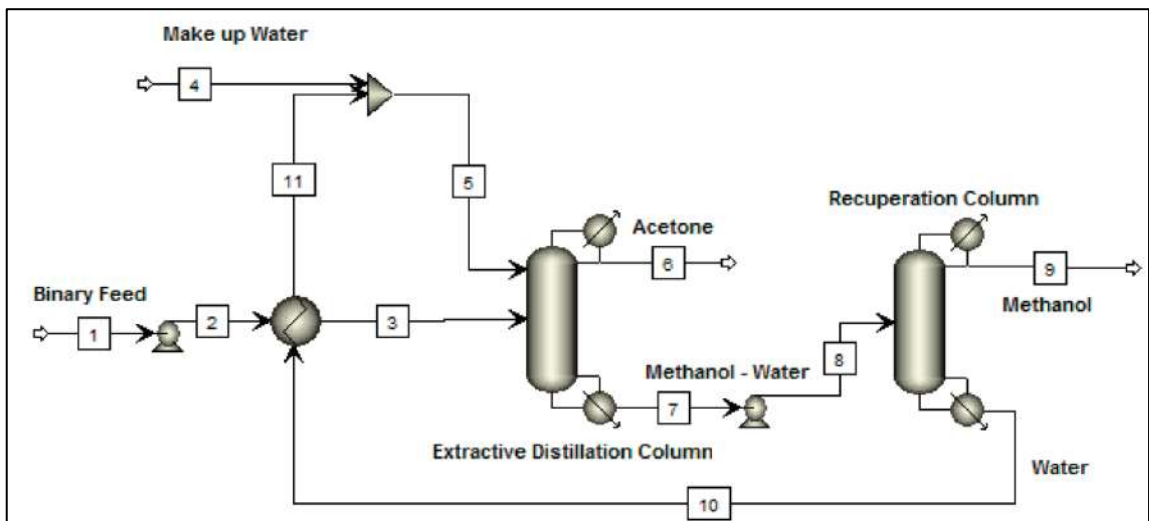 Make up Water
4
11
5
Recuperation Column
Acetone
6
9
Methanol
Binary Feed
1
2
3
8
Methanol - Water
7
Extractive Distillation Column
Water
10